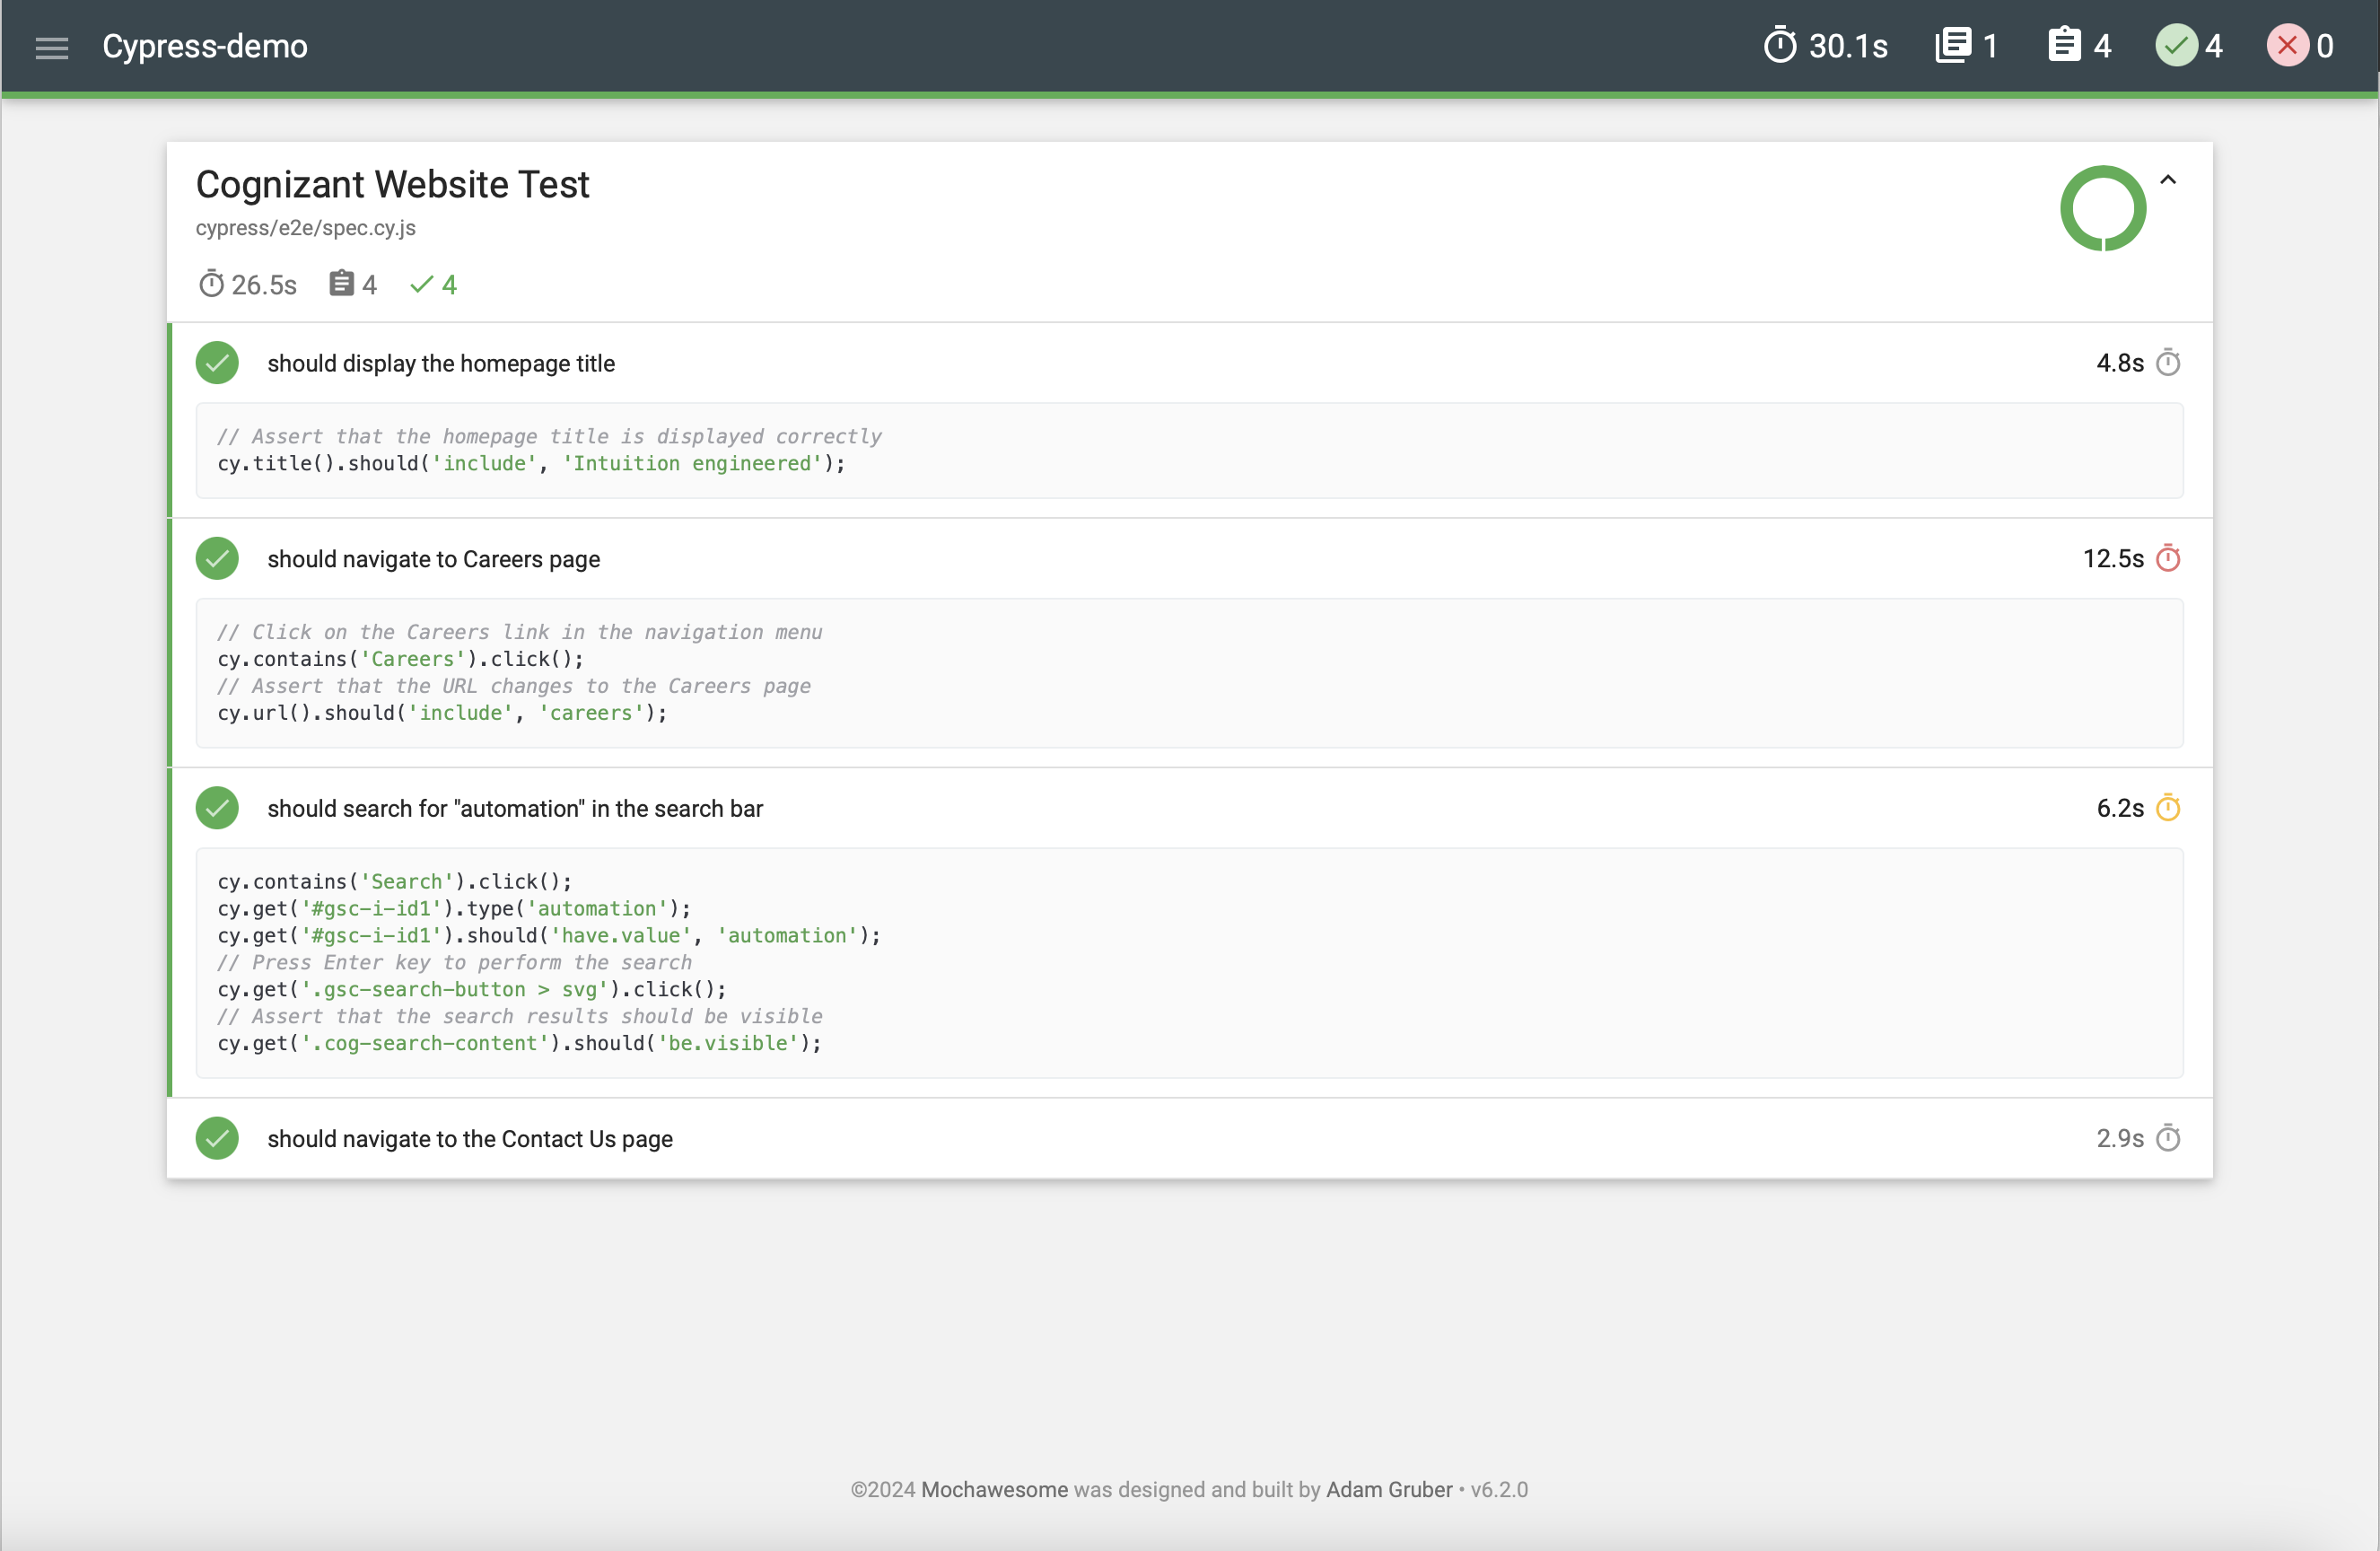 Cypress-demo
30.1s 1 4 4 0
Cognizant Website Test
cypress/e2e/spec.cy.js
26.5s 4 4
should display the homepage title 4.8s
// Assert that the homepage title is displayed correctly
cy.title().should('include', 'Intuition engineered');
should navigate to Careers page 12.5s
// Click on the Careers link in the navigation menu
cy.contains('Careers').click();
// Assert that the URL changes to the Careers page
cy.url().should('include', 'careers');
should search for "automation" in the search bar 6.2s
cy.contains('Search').click();
cy.get('#gsc-i-id1').type('automation');
cy.get('#gsc-i-id1').should('have.value', 'automation');
// Press Enter key to perform the search
cy.get('.gsc-search-button > svg').click();
// Assert that the search results should be visible
cy.get('.cog-search-content').should('be.visible');
should navigate to the Contact Us page 2.9s
©2024 Mochawesome was designed and built by Adam Gruber • v6.2.0